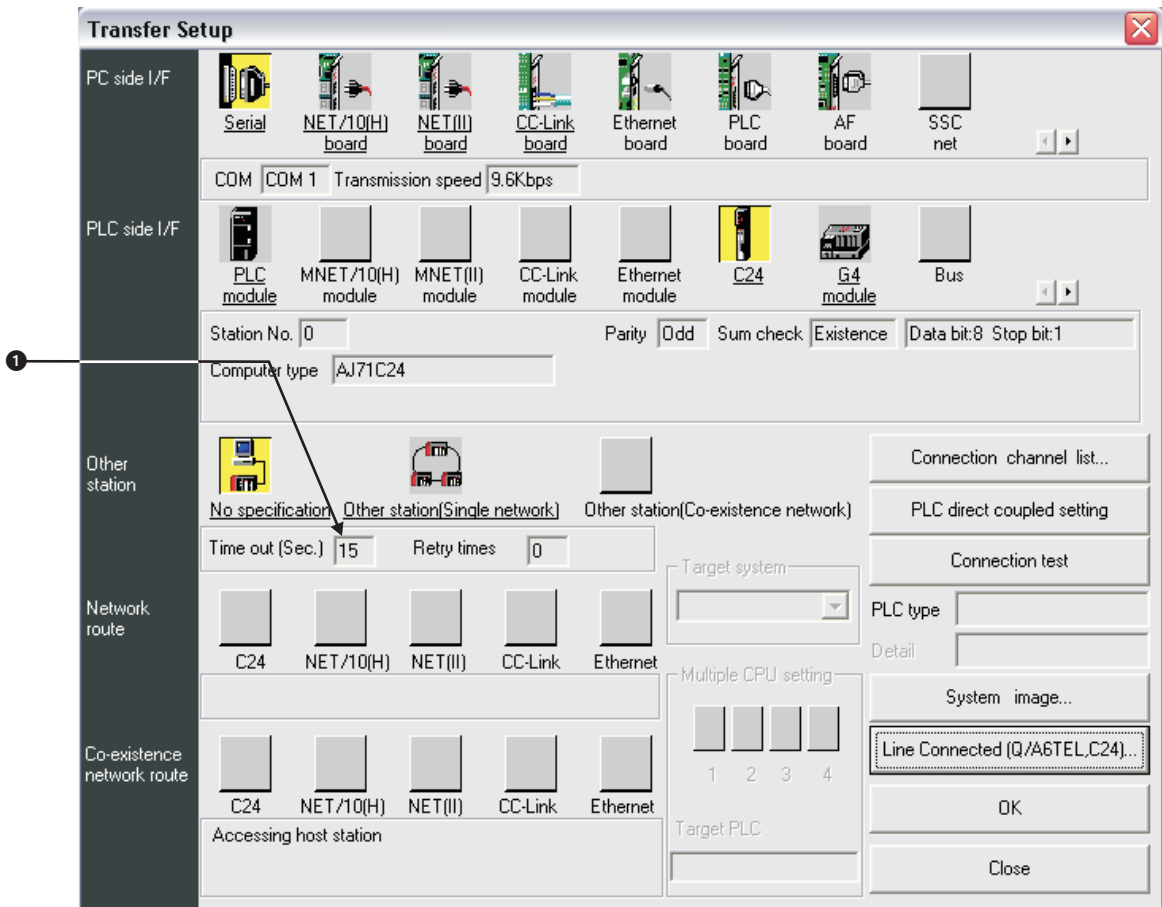 Transfer Setup
PC side I/F
Serial
NET/10(H)
board
NET(II)
board
CC-Link
board
Ethernet
board
PLC
board
AF
board
SSC
net
COM COM 1 Transmission speed 9.6Kbps
PLC side I/F
PLC
module
MNET/10(H)
module
MNET(II)
module
CC-Link
module
Ethernet
module
C24
G4
module
Bus
Station No. 0 Parity Odd Sum check Existence Data bit:8 Stop bit:1
1
Computer type AJ71C24
Other
station
No specification Other station(Single network) Other station(Co-existence network)
Connection channel list...
PLC direct coupled setting
Time out (Sec.) 15 Retry times 0
Connection test
Target system
Network
route
C24 NET/10(H) NET(II) CC-Link Ethernet
PLC type
Detail
Multiple CPU setting
1 2 3 4
System image...
Line Connected (Q/A6TEL,C24)...
Co-existence
network route
C24 NET/10(H) NET(II) CC-Link Ethernet
Accessing host station
Target PLC
OK
Close